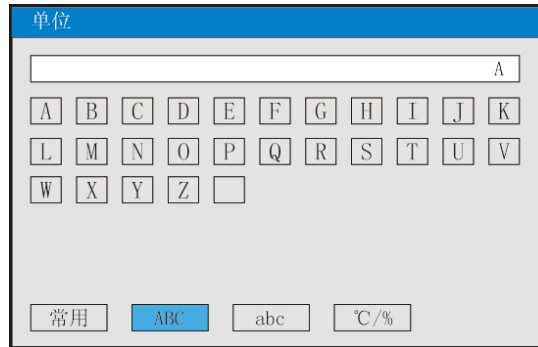 单位
A
A B C D E F G H I J K
L M N O P Q R S T U V
W X Y Z
常用 ABC abc ℃/%